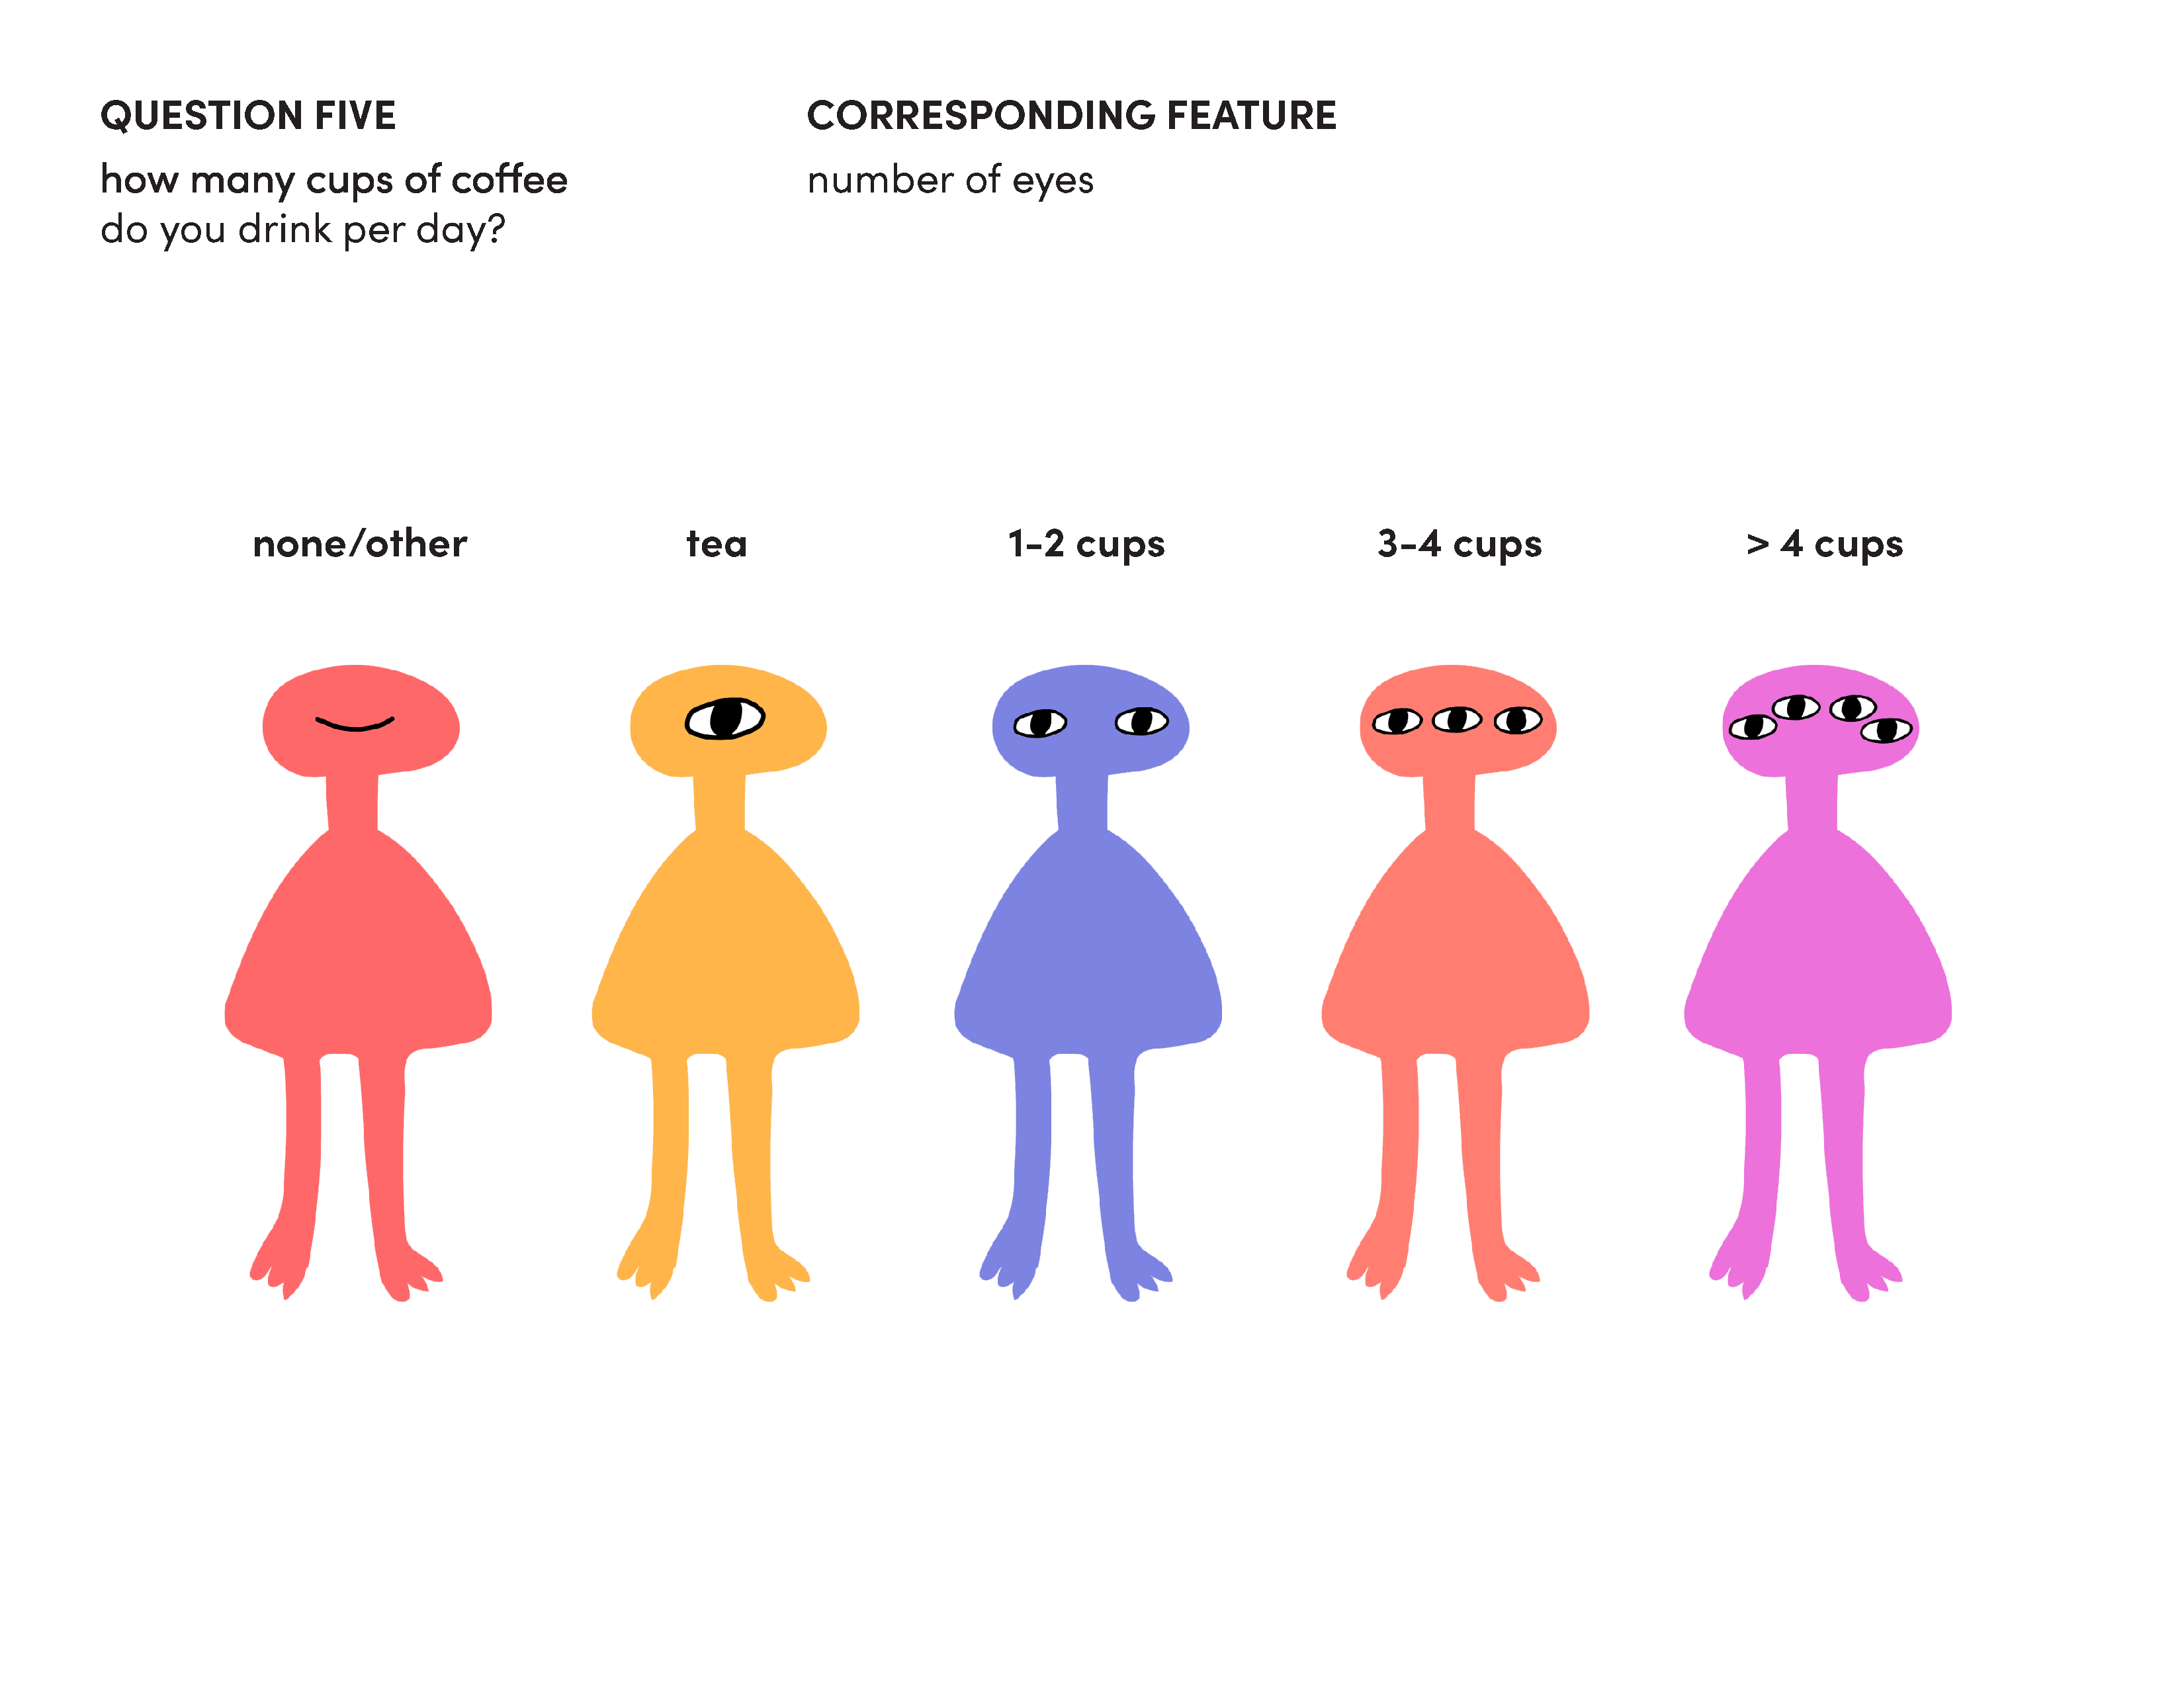 QUESTION FIVE
how many cups of coffee
do you drink per day?
CORRESPONDING FEATURE
number of eyes
none/other
tea
1–2 cups
3–4 cups
> 4 cups